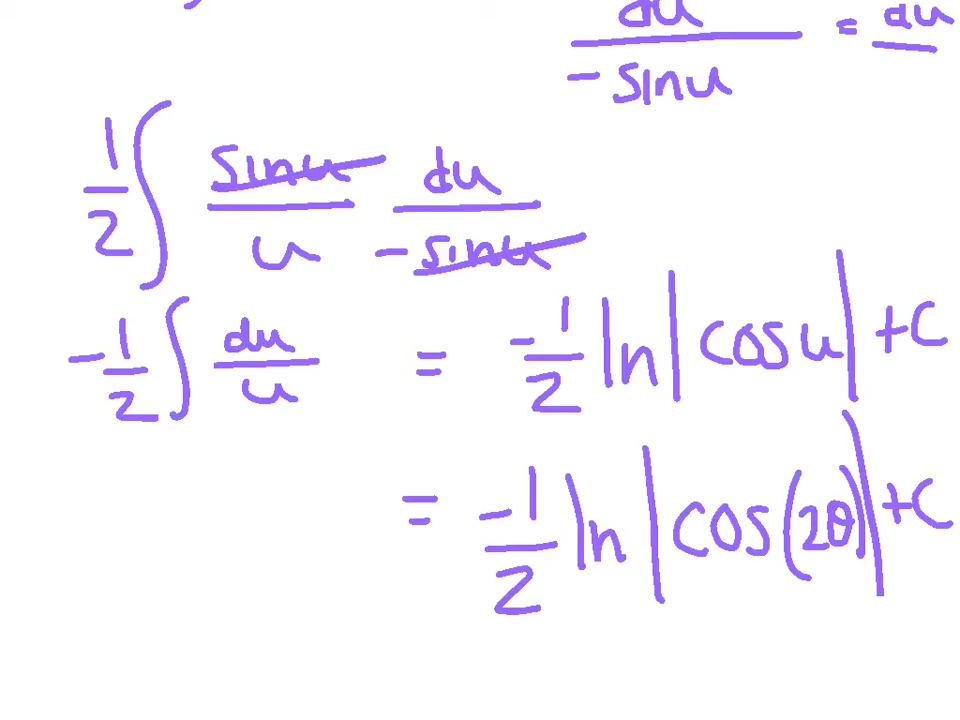 du/-sinu = du
1/2 ∫ sinu/u du/-sinu
-1/2 ∫ du/u = -1/2 ln|cosu| +C
= -1/2 ln|cos(2θ)| +C